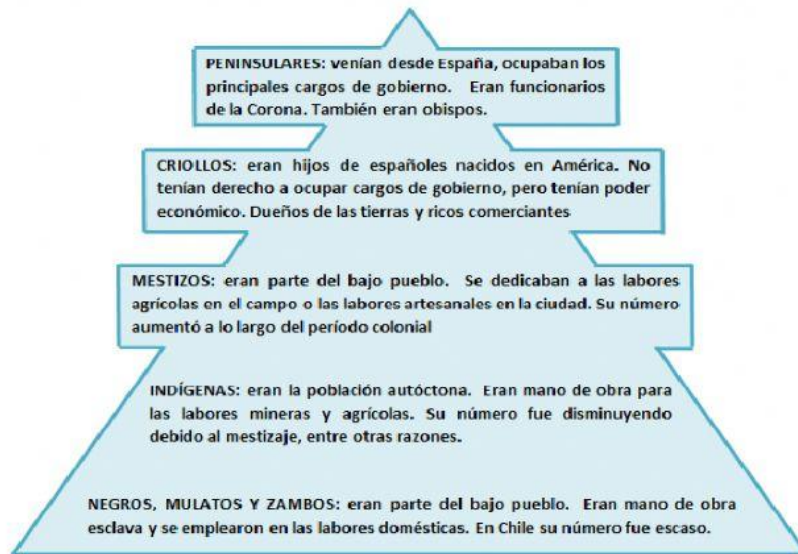 PENINSULARES: venían desde España, ocupaban los
principales cargos de gobierno. Eran funcionarios
de la Corona. También eran obispos.
CRIOLLOS: eran hijos de españoles nacidos en América. No
tenían derecho a ocupar cargos de gobierno, pero tenían poder
económico. Dueños de las tierras y ricos comerciantes
MESTIZOS: eran parte del bajo pueblo. Se dedicaban a las labores
agrícolas en el campo o las labores artesanales en la ciudad. Su número
aumentó a lo largo del período colonial
INDÍGENAS: eran la población autóctona. Eran mano de obra para
las labores mineras y agrícolas. Su número fue disminuyendo
debido al mestizaje, entre otras razones.
NEGROS, MULATOS Y ZAMBOS: eran parte del bajo pueblo. Eran mano de obra
esclava y se emplearon en las labores domésticas. En Chile su número fue escaso.